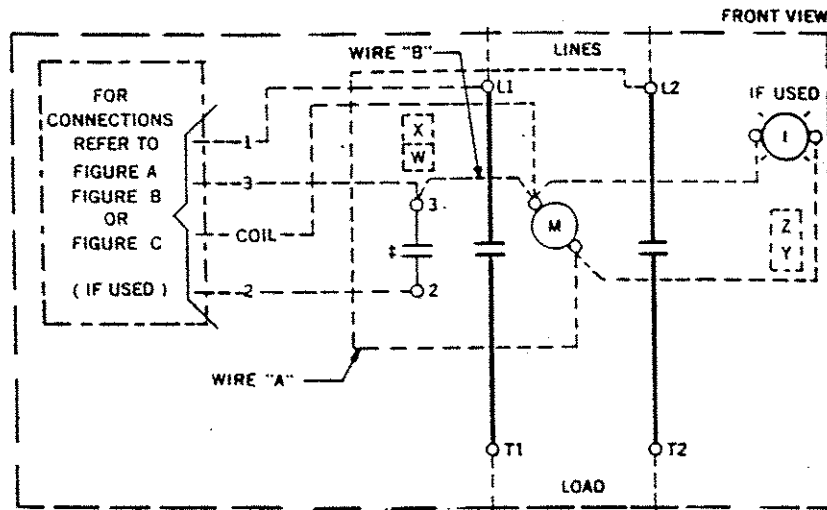 FRONT VIEW
WIRE "B"
LINES
L1
L2
IF USED
FOR
CONNECTIONS
REFER TO
FIGURE A
FIGURE B
OR
FIGURE C
( IF USED )
1
3
COIL
2
X
W
3
‡
2
M
I
Z
Y
WIRE "A"
T1
T2
LOAD